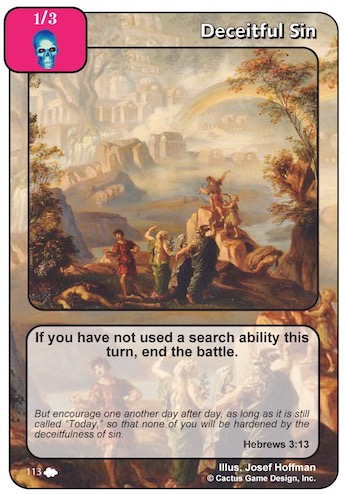 1/3
Deceitful Sin
If you have not used a search ability this
turn, end the battle.
But encourage one another day after, day, as long as it is still
called "Today," so that none of you will be hardened by the
deceitfulness of sin.
Hebrews 3:13
113
Illus. Josef Hoffman
© Cactus Game Design, Inc.